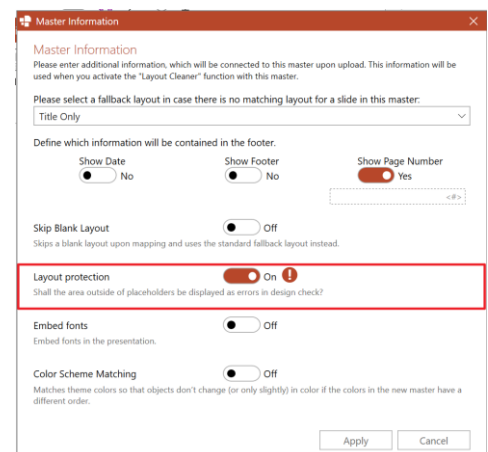 Master Information
Master Information
Please enter additional information, which will be connected to this master upon upload. This information will be
used when you activate the "Layout Cleaner" function with this master.
Please select a fallback layout in case there is no matching layout for a slide in this master:
Title Only
Define which information will be contained in the footer.
Show Date Show Footer Show Page Number
No No Yes
<#>
Skip Blank Layout Off
Skips a blank layout upon mapping and uses the standard fallback layout instead.
Layout protection On !
Shall the area outside of placeholders be displayed as errors in design check?
Embed fonts Off
Embed fonts in the presentation.
Color Scheme Matching Off
Matches theme colors so that objects don't change (or only slightly) in color if the colors in the new master have a
different order.
Apply Cancel